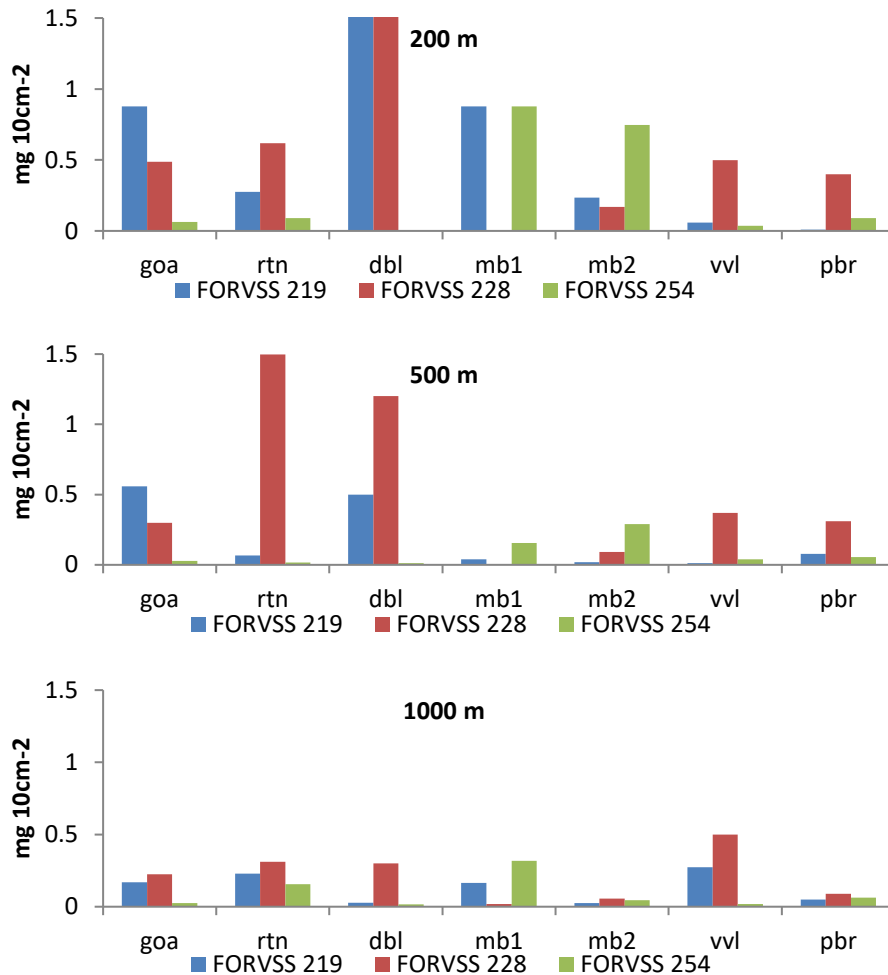 1.5
200 m
1
0.5
0
mg 10cm-2
goa rtn dbl mb1 mb2 vvl pbr
FORVSS 219 FORVSS 228 FORVSS 254
1.5
500 m
1
0.5
0
mg 10cm-2
goa rtn dbl mb1 mb2 vvl pbr
FORVSS 219 FORVSS 228 FORVSS 254
1.5
1000 m
1
0.5
0
mg 10cm-2
goa rtn dbl mb1 mb2 vvl pbr
FORVSS 219 FORVSS 228 FORVSS 254